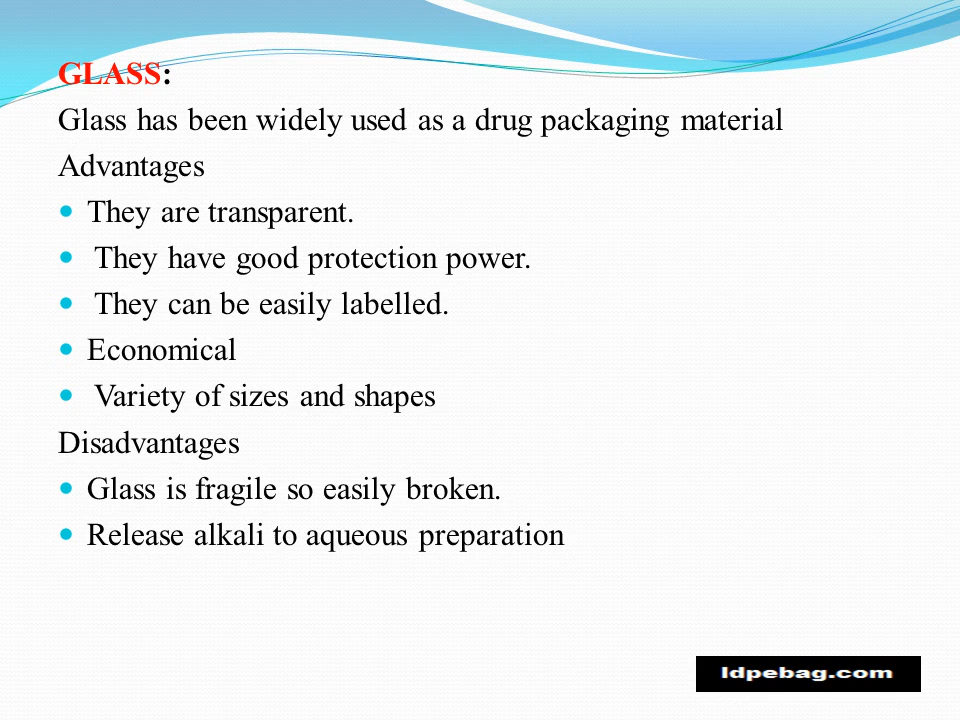 GLASS:
Glass has been widely used as a drug packaging material
Advantages
They are transparent.
They have good protection power.
They can be easily labelled.
Economical
Variety of sizes and shapes
Disadvantages
Glass is fragile so easily broken.
Release alkali to aqueous preparation
ldpebag.com